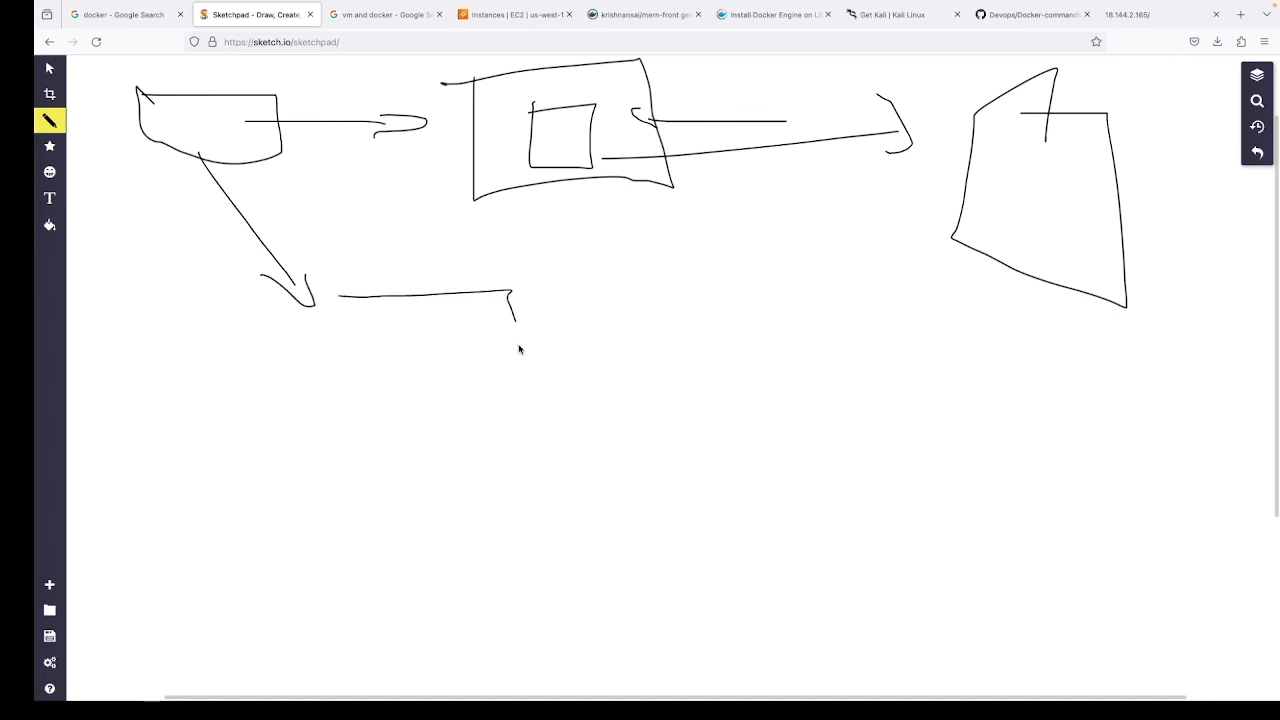 docker - Google Search
Sketchpad - Draw, Create,
vm and docker - Google S
Instances | EC2 | us-west-1
krishnansai/mern-front ge
Install Docker Engine on U
Get Kali | Kali Linux
Devops/Docker-command
18.144.2.165/
https://sketch.io/sketchpad/
T